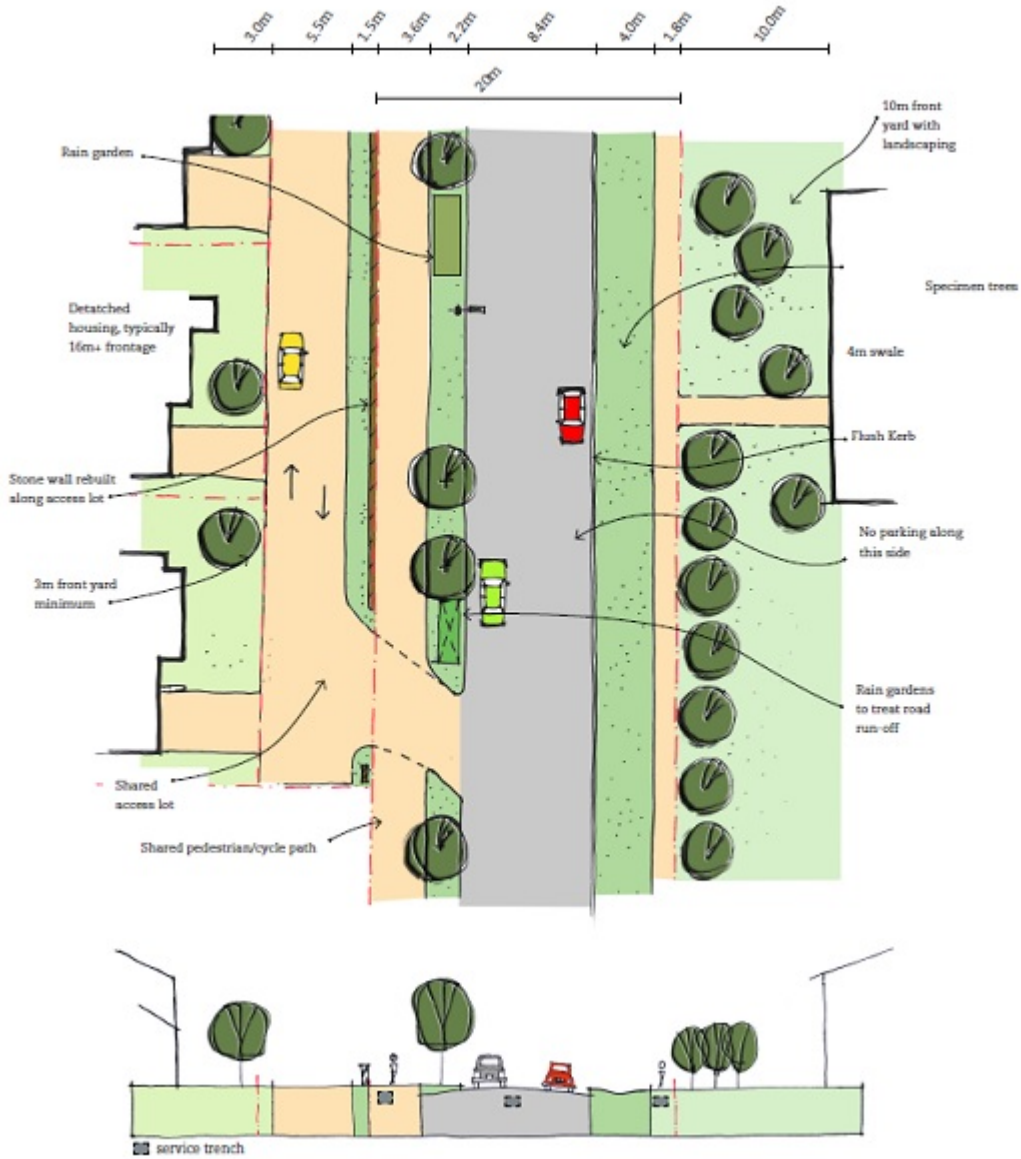 3.0m
5.5m
1.5m
3.6m
2.2m
8.4m
4.0m
1.8m
10.0m
20m
10m front
yard with
landscaping
Rain garden
Specimen trees
Detatched
housing, typically
16m+ frontage
4m swale
Flush Kerb
Stone wall rebuilt
along access lot
No parking along
this side
3m front yard
minimum
Rain gardens
to treat road
run-off
Shared
access lot
Shared pedestrian/cycle path
service trench